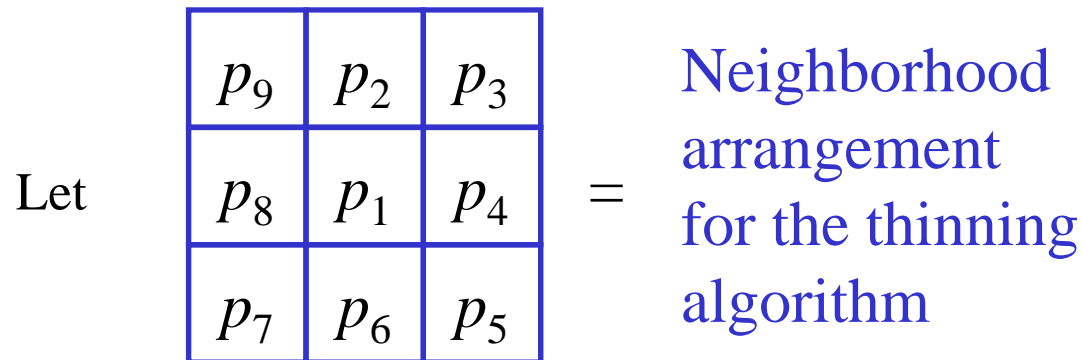 p₉ p₂ p₃
Let p₈ p₁ p₄ =
p₇ p₆ p₅
Neighborhood
arrangement
for the thinning
algorithm